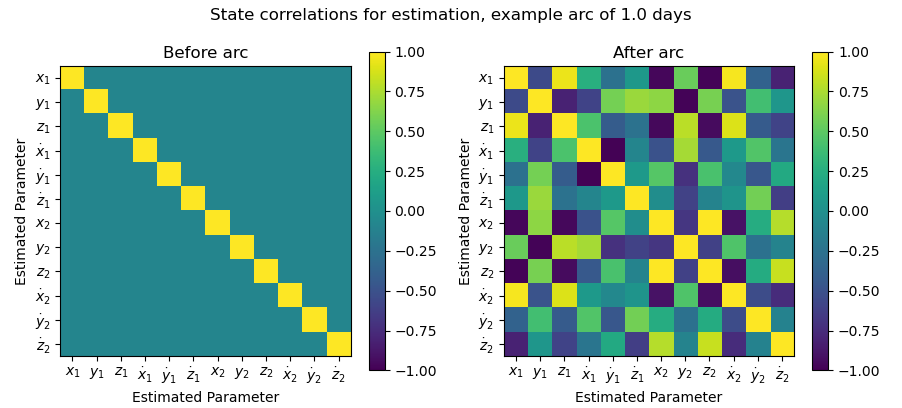 State correlations for estimation, example arc of 1.0 days
Before arc
Estimated Parameter
x₁
y₁
z₁
ẋ₁
ẏ₁
ż₁
x₂
y₂
z₂
ẋ₂
ẏ₂
ż₂
x₁ y₁ z₁ ẋ₁ ẏ₁ ż₁ x₂ y₂ z₂ ẋ₂ ẏ₂ ż₂
Estimated Parameter
1.00
0.75
0.50
0.25
0.00
−0.25
−0.50
−0.75
−1.00
After arc
Estimated Parameter
x₁
y₁
z₁
ẋ₁
ẏ₁
ż₁
x₂
y₂
z₂
ẋ₂
ẏ₂
ż₂
x₁ y₁ z₁ ẋ₁ ẏ₁ ż₁ x₂ y₂ z₂ ẋ₂ ẏ₂ ż₂
Estimated Parameter
1.00
0.75
0.50
0.25
0.00
−0.25
−0.50
−0.75
−1.00